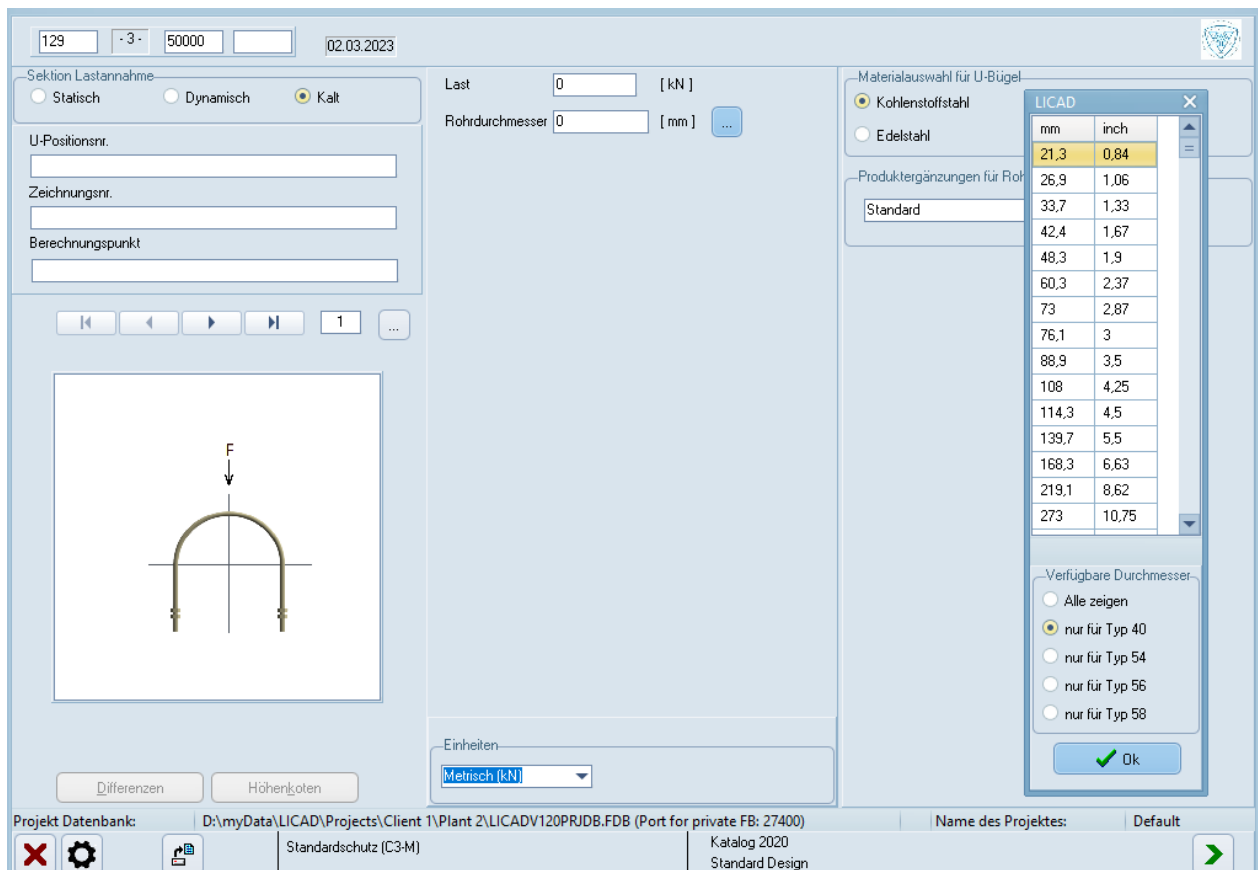 129 - 3 - 50000 02.03.2023
Sektion Lastannahme
Statisch Dynamisch Kalt
U-Positionsnr.
Zeichnungsnr.
Berechnungspunkt
1 ...
F
Differenzen Höhenkoten
Last 0 [ kN ]
Rohrdurchmesser 0 [ mm ] ...
Einheiten
Metrisch (kN)
Materialauswahl für U-Bügel
Kohlenstoffstahl
Edelstahl
Produktergänzungen für Roh
Standard
LICAD
mm inch
21,3 0,84
26,9 1,06
33,7 1,33
42,4 1,67
48,3 1,9
60,3 2,37
73 2,87
76,1 3
88,9 3,5
108 4,25
114,3 4,5
139,7 5,5
168,3 6,63
219,1 8,62
273 10,75
Verfügbare Durchmesser
Alle zeigen
nur für Typ 40
nur für Typ 54
nur für Typ 56
nur für Typ 58
Ok
Projekt Datenbank: D:\myData\LICAD\Projects\Client 1\Plant 2\LICADV120PRJDB.FDB (Port for private FB: 27400) Name des Projektes: Default
Standardschutz (C3-M) Katalog 2020
Standard Design